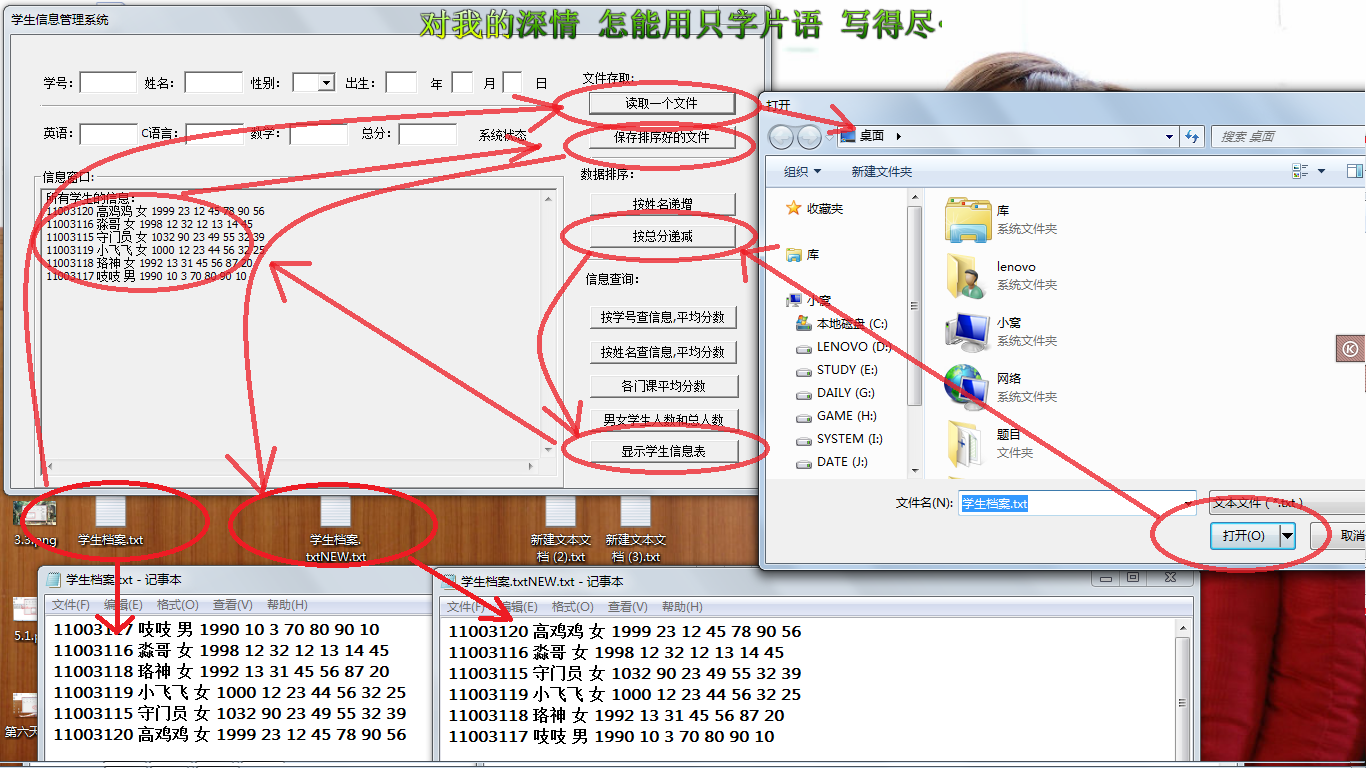 学生信息管理系统
对我的深情 怎能用只字片语 写得尽
学号: 姓名: 性别: 出生: 年 月 日
文件存取:
读取一个文件
英语: C语言: 数学: 总分: 系统状态
保存排序好的文件
数据排序:
按姓名递增
按总分递减
信息查询:
按学号查信息,平均分数
按姓名查信息,平均分数
各门课平均分数
男女学生人数和总人数
显示学生信息表
信息窗口:
所有学生的信息:
11003120 高鸡鸡 女 1999 23 12 45 78 90 56
11003116 淼哥 女 1998 12 32 12 13 14 45
11003115 守门员 女 1032 90 23 49 55 32 39
11003119 小飞飞 女 1000 12 23 44 56 32 25
11003118 珞神 女 1992 13 31 45 56 87 20
11003117 吱吱 男 1990 10 3 70 80 90 10
打开
桌面
搜索 桌面
组织 新建文件夹
收藏夹
库
小窝
本地磁盘 (C:)
LENOVO (D:)
STUDY (E:)
DAILY (G:)
GAME (H:)
SYSTEM (I:)
DATE (J:)
库
系统文件夹
lenovo
系统文件夹
小窝
系统文件夹
网络
系统文件夹
题目
文件夹
文件名(N): 学生档案.txt 文本文件 (*.txt)
打开(O) 取消
3.3.png
学生档案.txt
学生档案.
txtNEW.txt
新建文本文
档 (2).txt
新建文本文
档 (3).txt
5.1.p
第六天
学生档案.txt - 记事本
文件(F) 编辑(E) 格式(O) 查看(V) 帮助(H)
11003117 吱吱 男 1990 10 3 70 80 90 10
11003116 淼哥 女 1998 12 32 12 13 14 45
11003118 珞神 女 1992 13 31 45 56 87 20
11003119 小飞飞 女 1000 12 23 44 56 32 25
11003115 守门员 女 1032 90 23 49 55 32 39
11003120 高鸡鸡 女 1999 23 12 45 78 90 56
学生档案.txtNEW.txt - 记事本
文件(F) 编辑(E) 格式(O) 查看(V) 帮助(H)
11003120 高鸡鸡 女 1999 23 12 45 78 90 56
11003116 淼哥 女 1998 12 32 12 13 14 45
11003115 守门员 女 1032 90 23 49 55 32 39
11003119 小飞飞 女 1000 12 23 44 56 32 25
11003118 珞神 女 1992 13 31 45 56 87 20
11003117 吱吱 男 1990 10 3 70 80 90 10